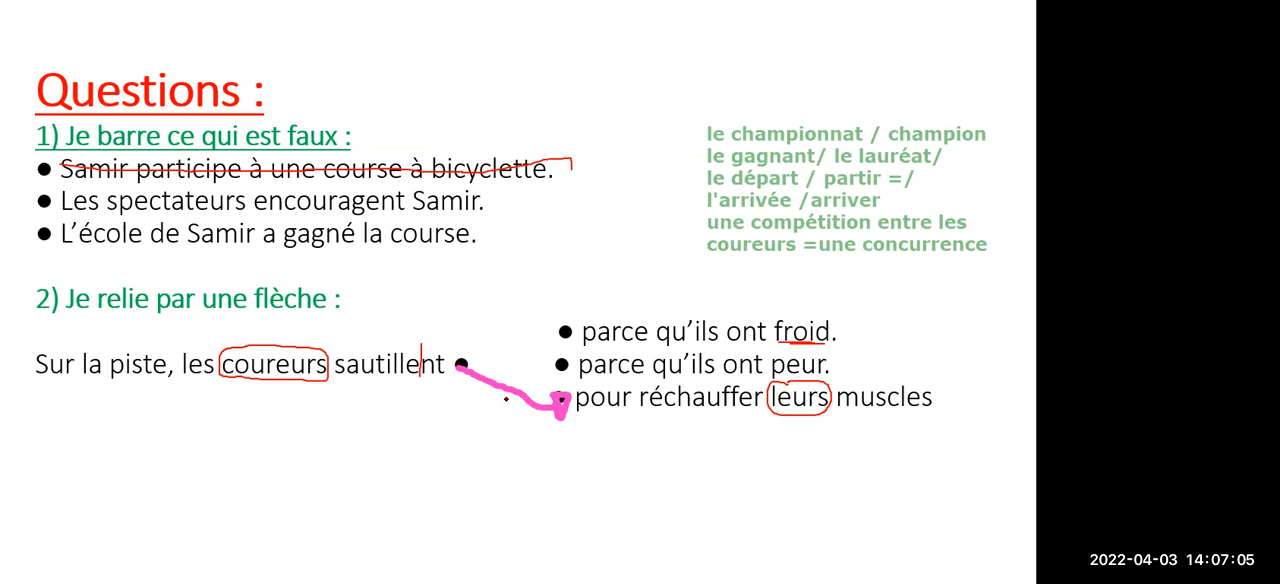 Questions :
1) Je barre ce qui est faux :
● Samir participe à une course à bicyclette.
● Les spectateurs encouragent Samir.
● L’école de Samir a gagné la course.
le championnat / champion
le gagnant/ le lauréat/
le départ / partir =/
l'arrivée /arriver
une compétition entre les
coureurs =une concurrence
2) Je relie par une flèche :
Sur la piste, les coureurs sautillent ●
● parce qu’ils ont froid.
● parce qu’ils ont peur.
● pour réchauffer leurs muscles
2022-04-03 14:07:05